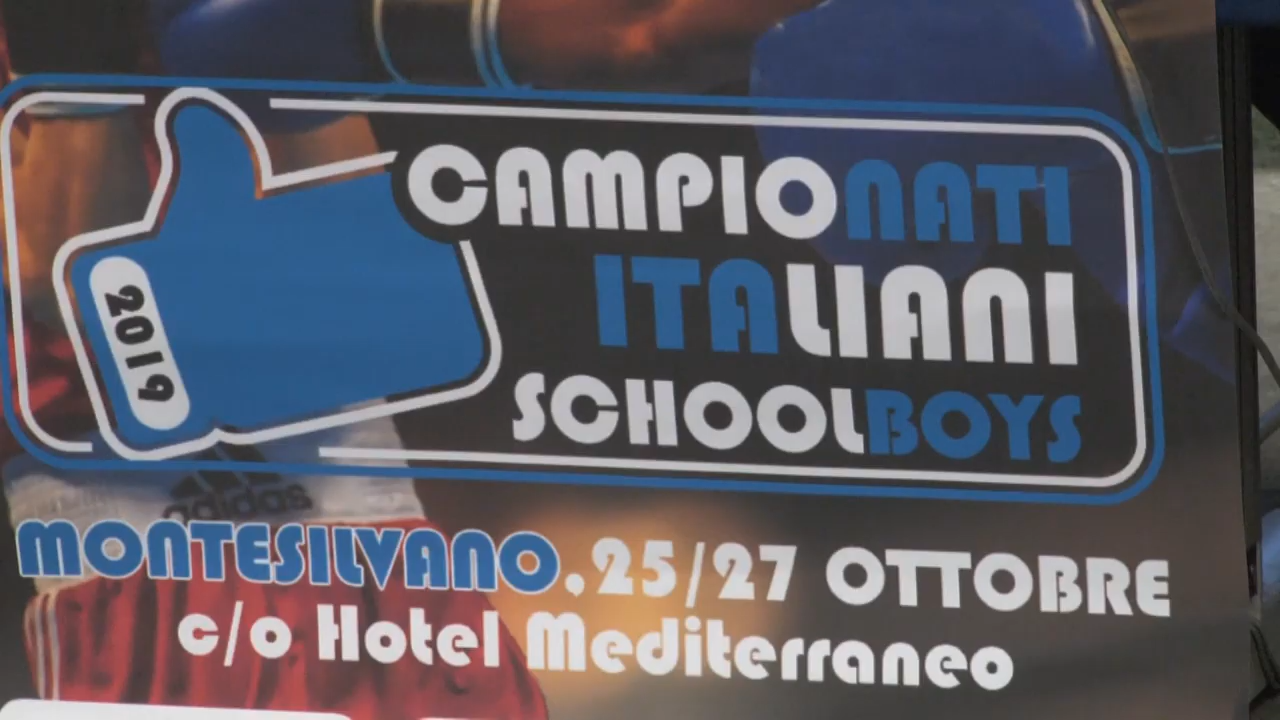 CAMPIONATI
ITALIANI
SCHOOLBOYS
2019
adidas
MONTESILVANO, 25/27 OTTOBRE
c/o Hotel Mediterraneo